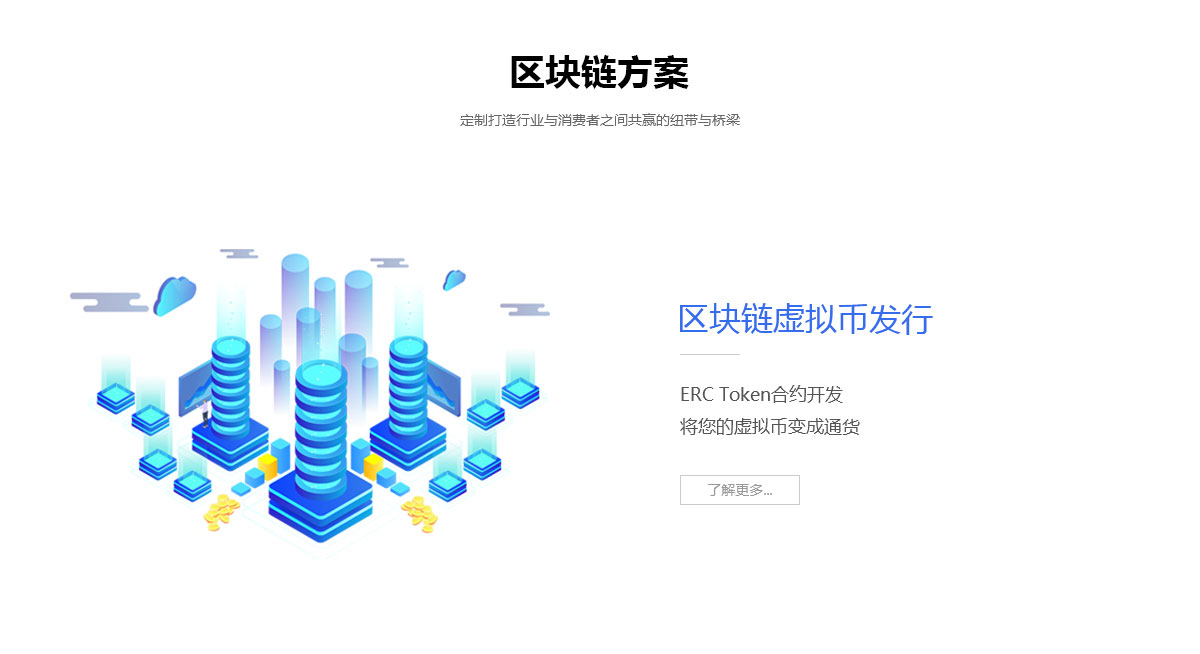 区块链方案
定制打造行业与消费者之间共赢的纽带与桥梁
区块链虚拟币发行
ERC Token合约开发
将您的虚拟币变成通货
了解更多...